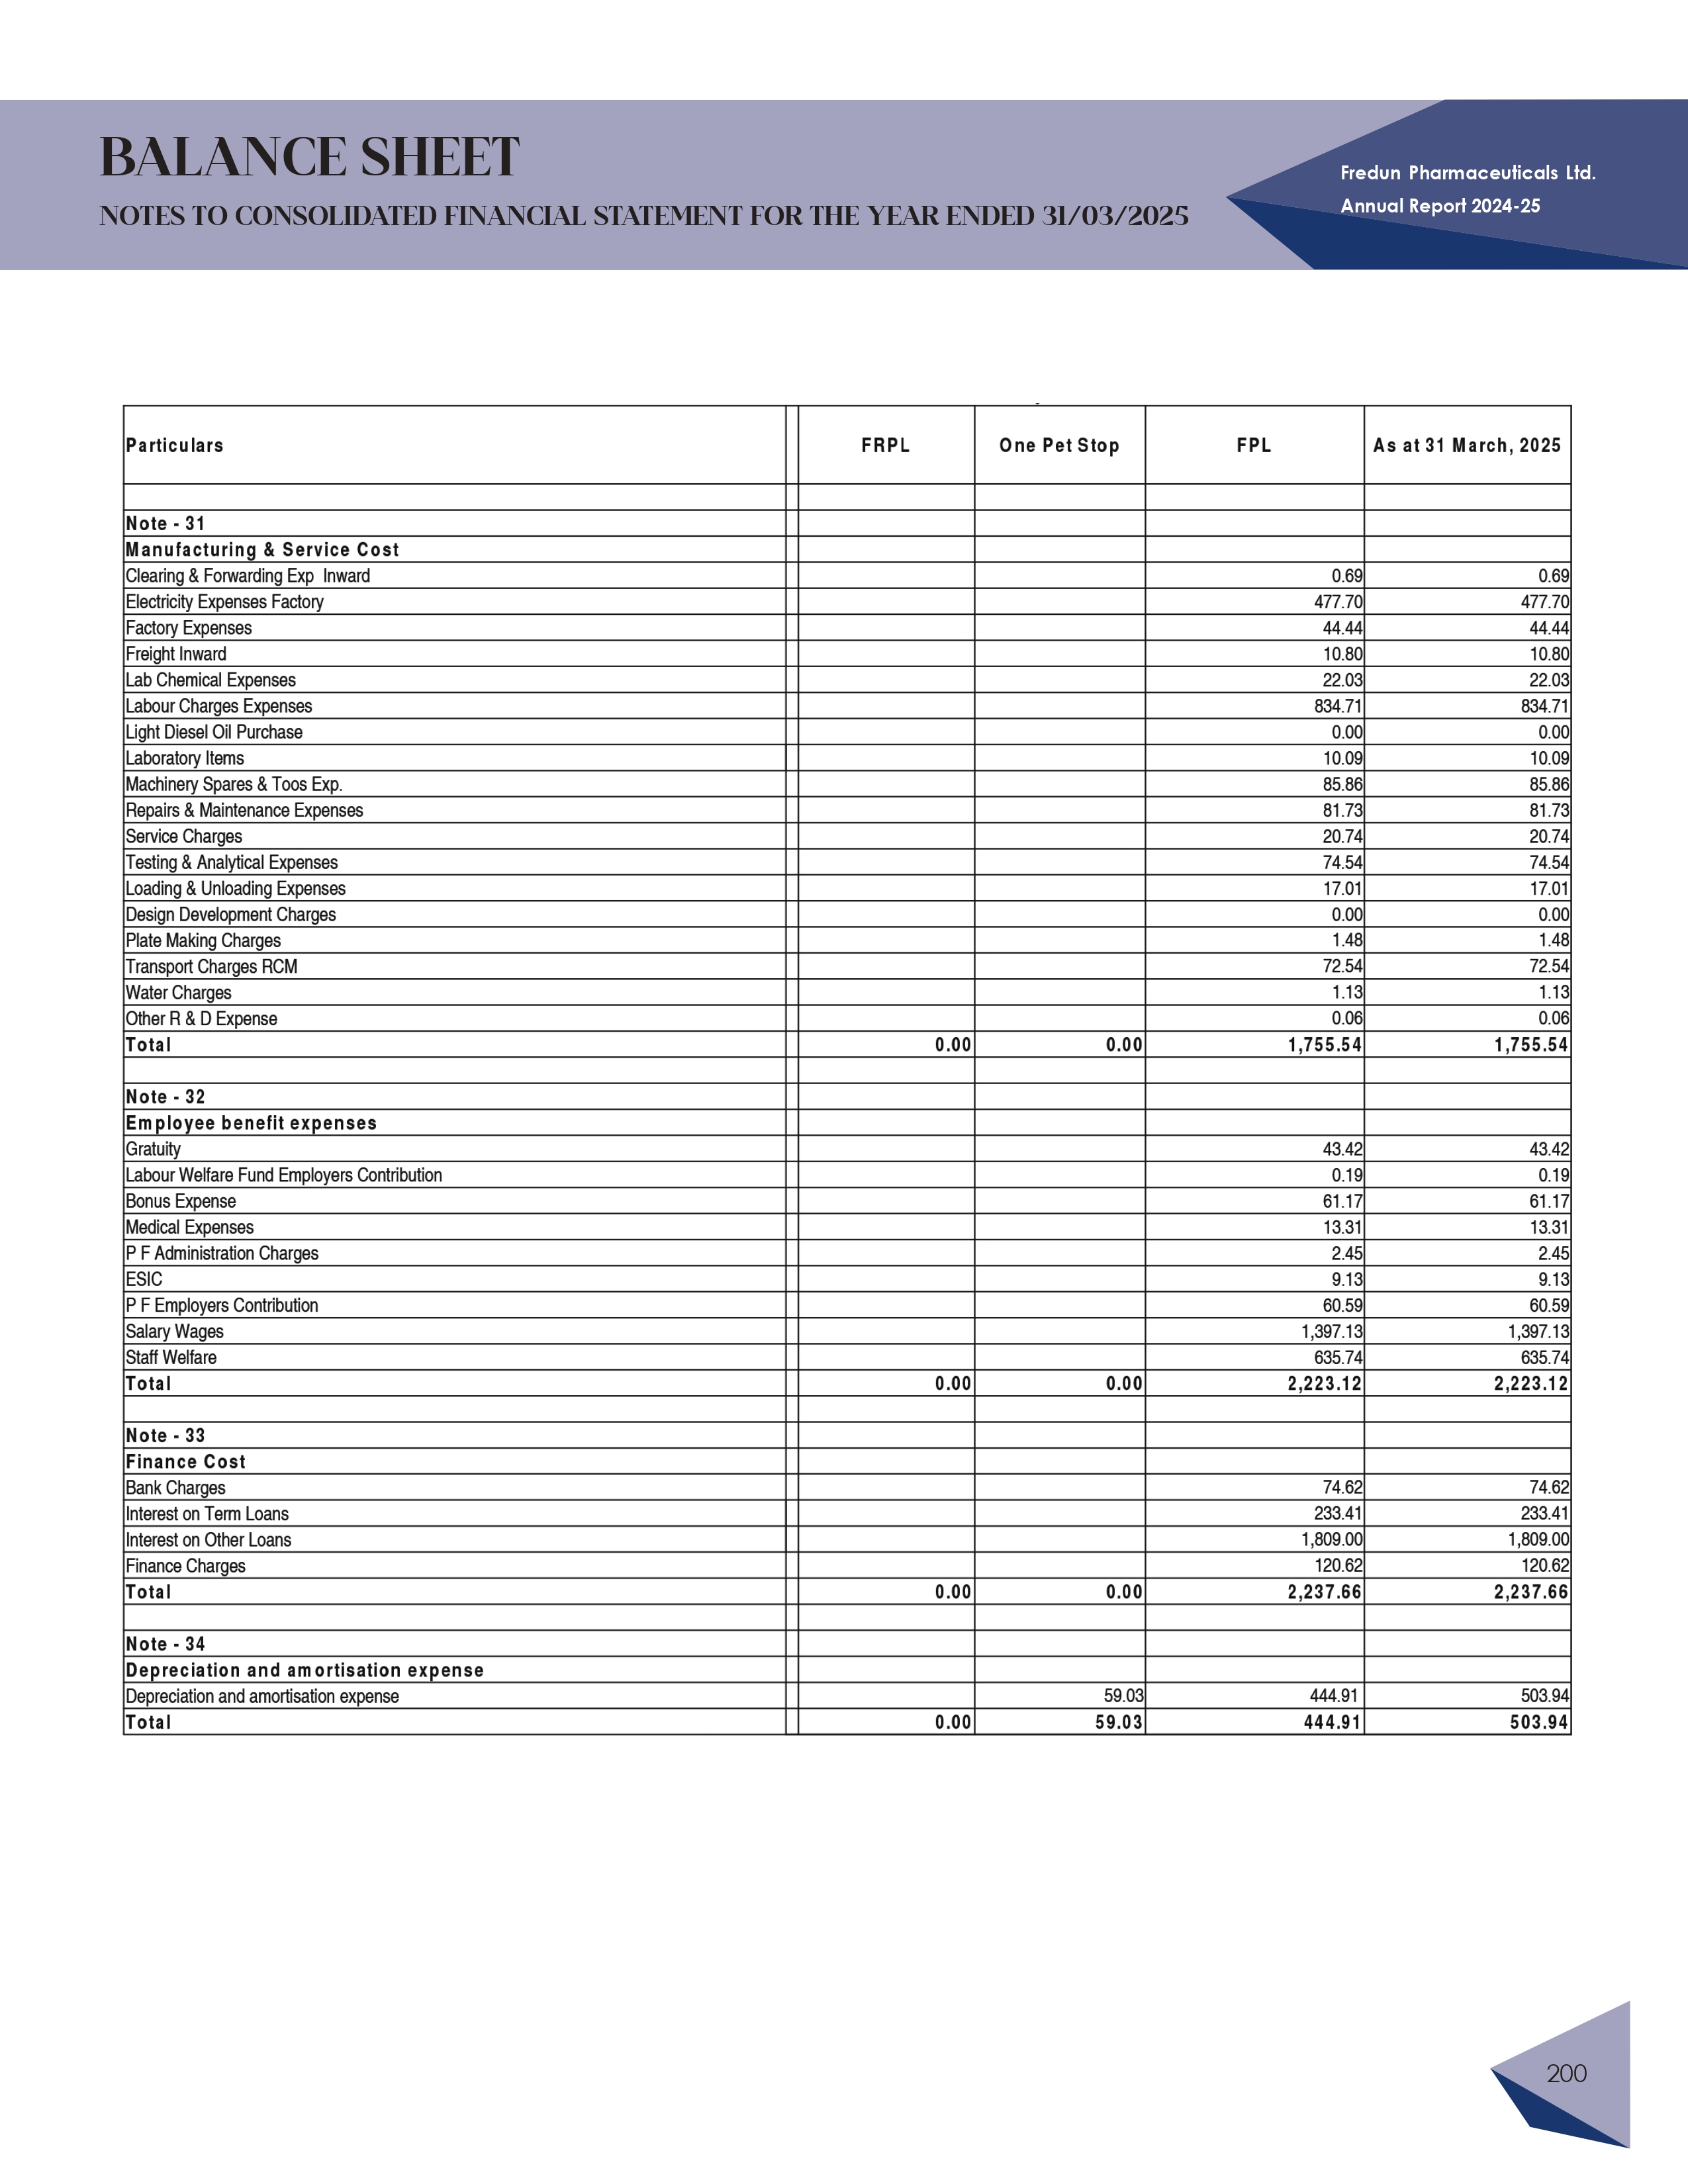 BALANCE SHEET
NOTES TO CONSOLIDATED FINANCIAL STATEMENT FOR THE YEAR ENDED 31/03/2025
Fredun Pharmaceuticals Ltd.
Annual Report 2024-25
Particulars FRPL One Pet Stop FPL As at 31 March, 2025
Note - 31
Manufacturing & Service Cost
Clearing & Forwarding Exp Inward 0.69 0.69
Electricity Expenses Factory 477.70 477.70
Factory Expenses 44.44 44.44
Freight Inward 10.80 10.80
Lab Chemical Expenses 22.03 22.03
Labour Charges Expenses 834.71 834.71
Light Diesel Oil Purchase 0.00 0.00
Laboratory Items 10.09 10.09
Machinery Spares & Toos Exp. 85.86 85.86
Repairs & Maintenance Expenses 81.73 81.73
Service Charges 20.74 20.74
Testing & Analytical Expenses 74.54 74.54
Loading & Unloading Expenses 17.01 17.01
Design Development Charges 0.00 0.00
Plate Making Charges 1.48 1.48
Transport Charges RCM 72.54 72.54
Water Charges 1.13 1.13
Other R & D Expense 0.06 0.06
Total 0.00 0.00 1,755.54 1,755.54
Note - 32
Employee benefit expenses
Gratuity 43.42 43.42
Labour Welfare Fund Employers Contribution 0.19 0.19
Bonus Expense 61.17 61.17
Medical Expenses 13.31 13.31
P F Administration Charges 2.45 2.45
ESIC 9.13 9.13
P F Employers Contribution 60.59 60.59
Salary Wages 1,397.13 1,397.13
Staff Welfare 635.74 635.74
Total 0.00 0.00 2,223.12 2,223.12
Note - 33
Finance Cost
Bank Charges 74.62 74.62
Interest on Term Loans 233.41 233.41
Interest on Other Loans 1,809.00 1,809.00
Finance Charges 120.62 120.62
Total 0.00 0.00 2,237.66 2,237.66
Note - 34
Depreciation and amortisation expense
Depreciation and amortisation expense 59.03 444.91 503.94
Total 0.00 59.03 444.91 503.94
200